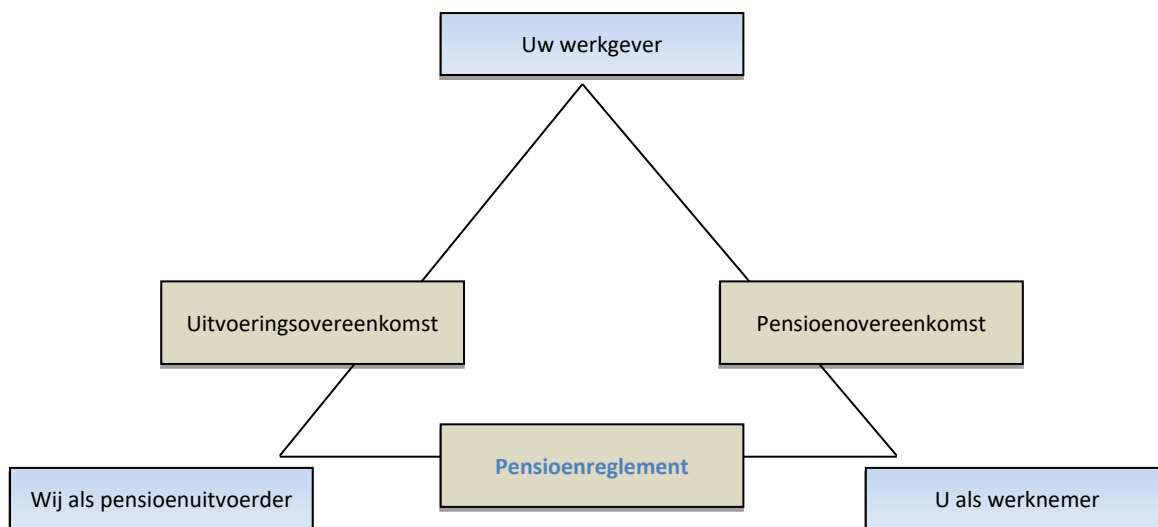 Uw werkgever
Uitvoeringsovereenkomst
Pensioenovereenkomst
Pensioenreglement
Wij als pensioenuitvoerder
U als werknemer